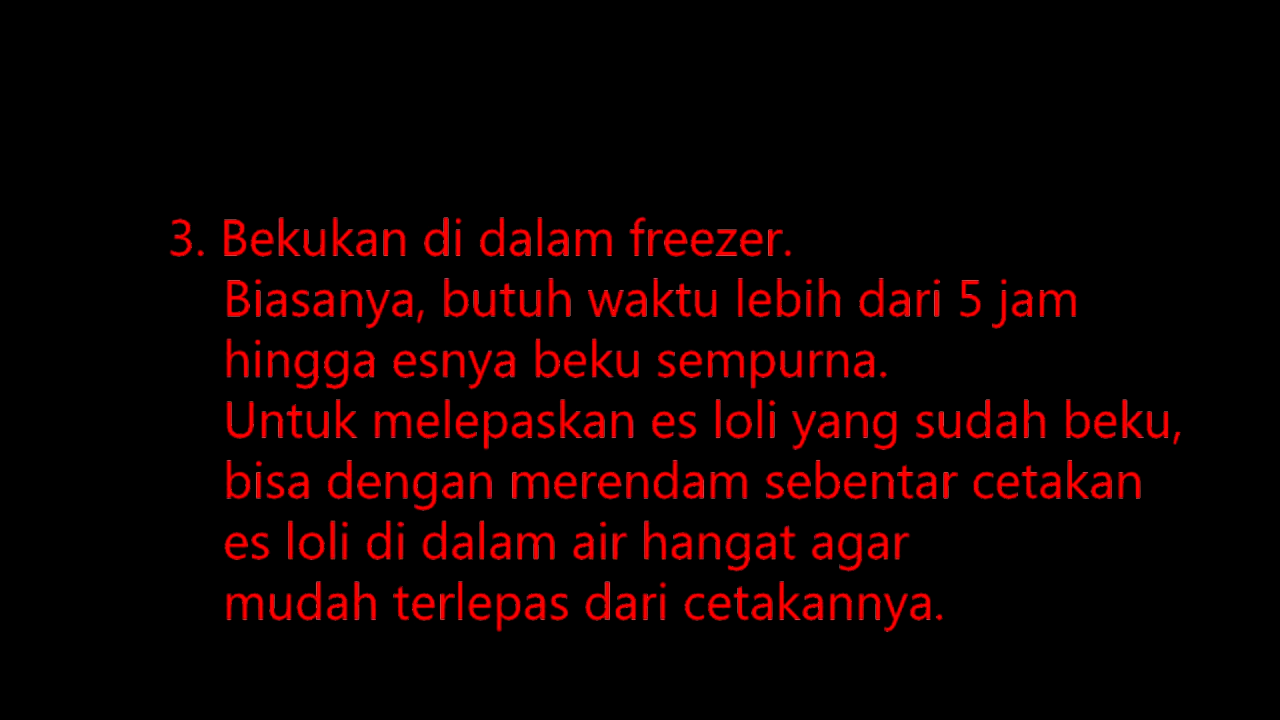 3. Bekukan di dalam freezer.
Biasanya, butuh waktu lebih dari 5 jam
hingga esnya beku sempurna.
Untuk melepaskan es loli yang sudah beku,
bisa dengan merendam sebentar cetakan
es loli di dalam air hangat agar
mudah terlepas dari cetakannya.